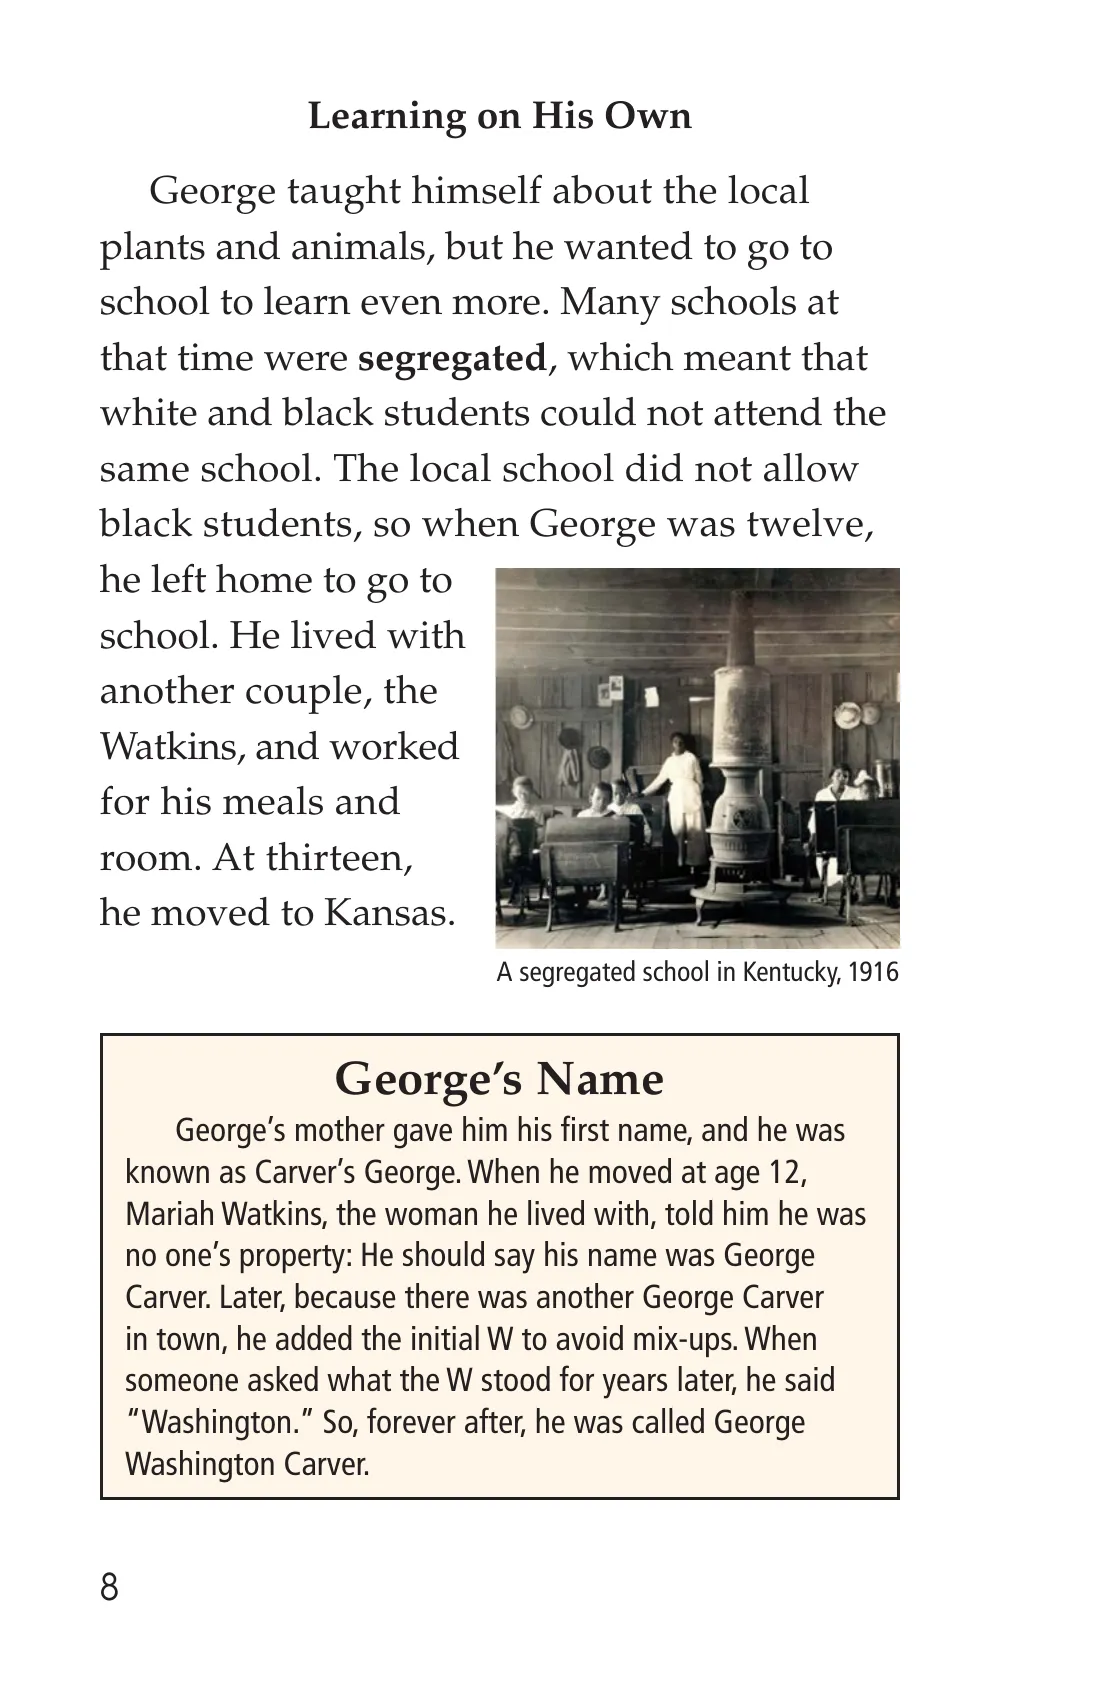 Learning on His Own
George taught himself about the local
plants and animals, but he wanted to go to
school to learn even more. Many schools at
that time were segregated, which meant that
white and black students could not attend the
same school. The local school did not allow
black students, so when George was twelve,
he left home to go to
school. He lived with
another couple, the
Watkins, and worked
for his meals and
room. At thirteen,
he moved to Kansas.
A segregated school in Kentucky, 1916
George’s Name
George’s mother gave him his first name, and he was
known as Carver’s George. When he moved at age 12,
Mariah Watkins, the woman he lived with, told him he was
no one’s property: He should say his name was George
Carver. Later, because there was another George Carver
in town, he added the initial W to avoid mix-ups. When
someone asked what the W stood for years later, he said
“Washington.” So, forever after, he was called George
Washington Carver.
8